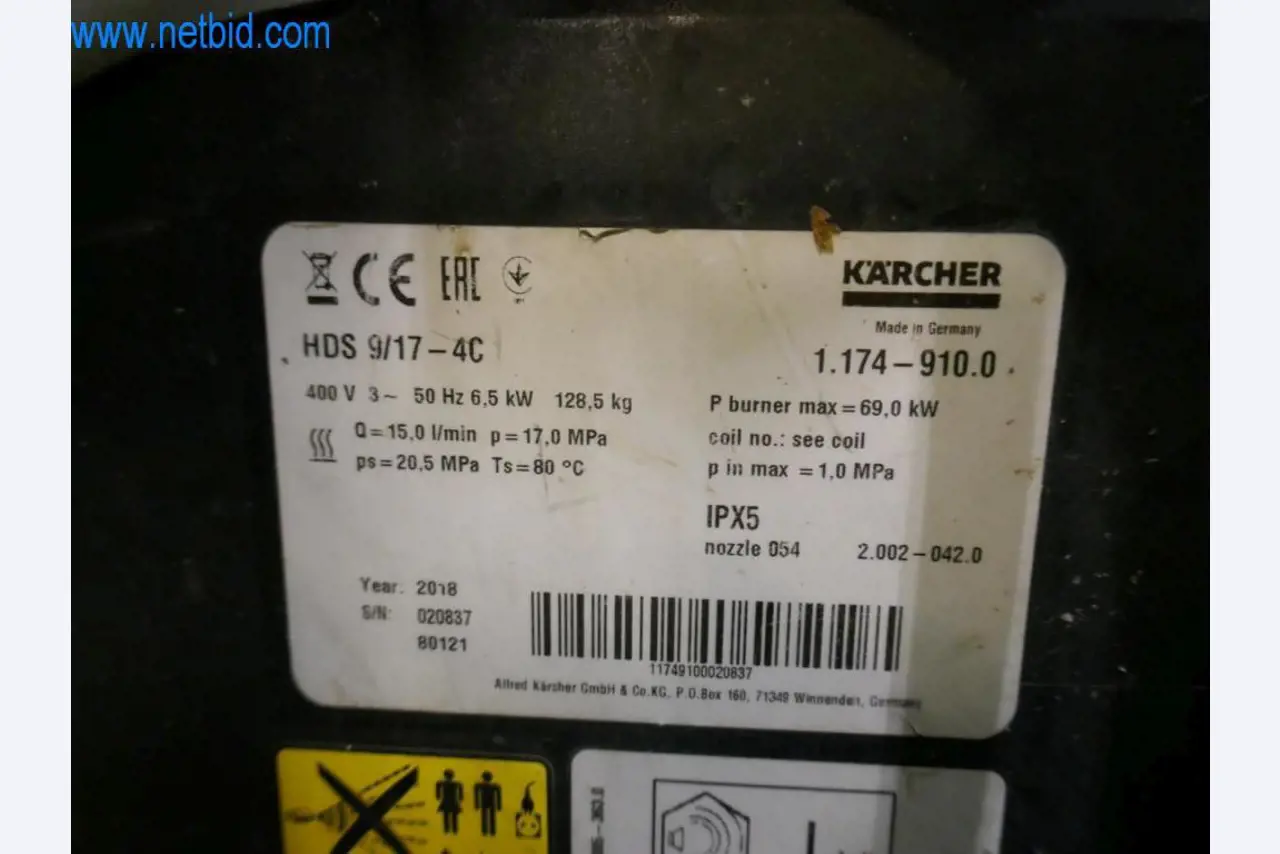 www.netbid.com
CE EAC
KÄRCHER
Made in Germany
HDS 9/17-4C
1.174-910.0
400 V 3~ 50 Hz 6,5 kW 128,5 kg
P burner max=69,0 kW
Q=15,0 l/min p=17,0 MPa
coil no.: see coil
ps=20,5 MPa Ts=80 °C
p in max =1,0 MPa
IPX5
nozzle 054 2.002-042.0
Year: 2018
S/N: 020837
80121
11749100020837
Alfred Kärcher GmbH & Co.KG, P.O.Box 160, 71349 Winnenden, Germany